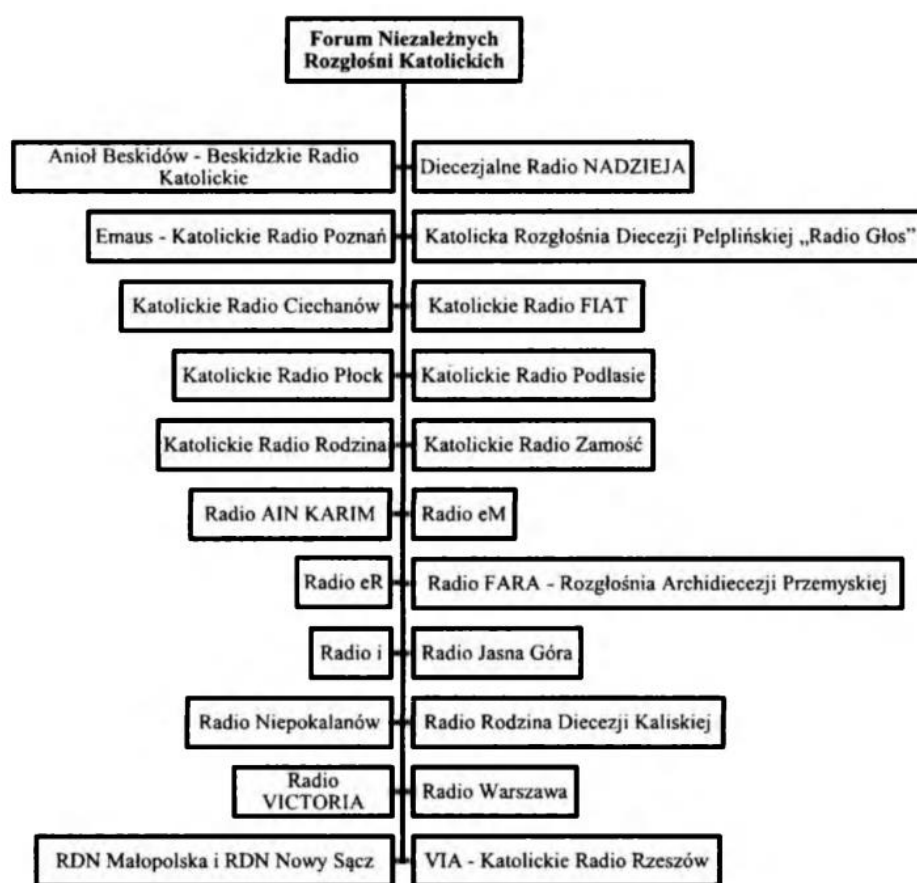 Forum Niezależnych
Rozgłośni Katolickich
Anioł Beskidów - Beskidzkie Radio
Katolickie
Diecezjalne Radio NADZIEJA
Emaus - Katolickie Radio Poznań
Katolicka Rozgłośnia Diecezji Pelplińskiej „Radio Głos”
Katolickie Radio Ciechanów
Katolickie Radio FIAT
Katolickie Radio Płock
Katolickie Radio Podlasie
Katolickie Radio Rodzina
Katolickie Radio Zamość
Radio AIN KARIM
Radio eM
Radio eR
Radio FARA - Rozgłośnia Archidiecezji Przemyskiej
Radio i
Radio Jasna Góra
Radio Niepokalanów
Radio Rodzina Diecezji Kaliskiej
Radio
VICTORIA
Radio Warszawa
RDN Małopolska i RDN Nowy Sącz
VIA - Katolickie Radio Rzeszów